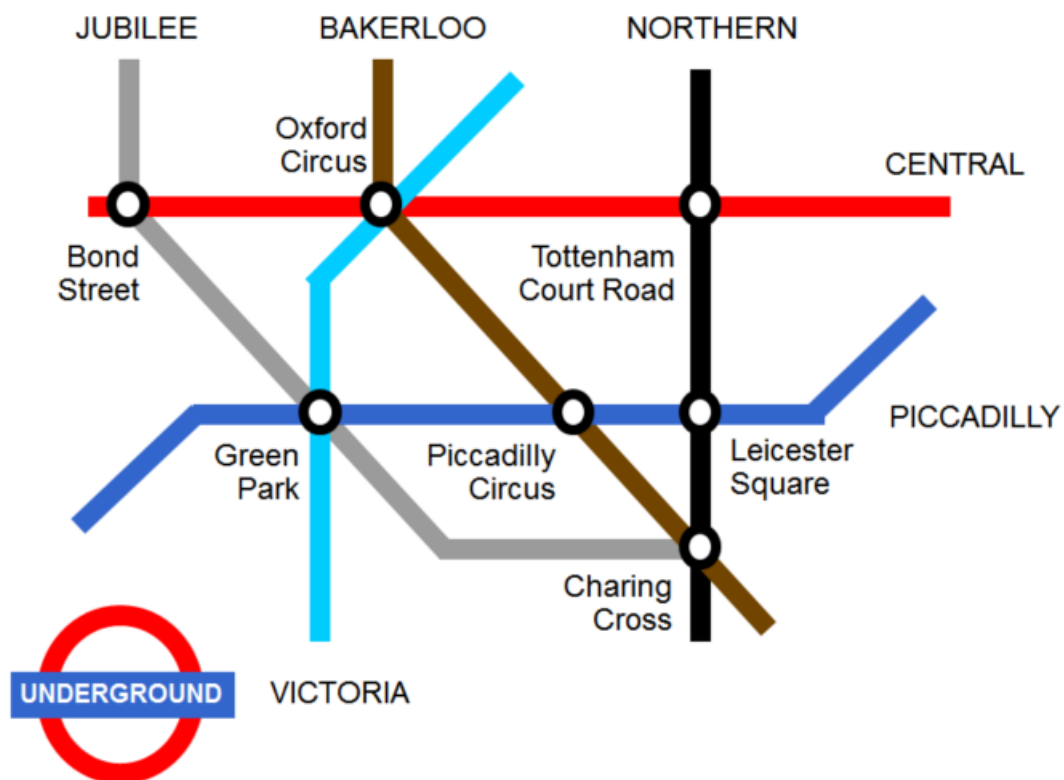 JUBILEE
BAKERLOO
NORTHERN
Oxford
Circus
CENTRAL
Bond
Street
Tottenham
Court Road
PICCADILLY
Green
Park
Piccadilly
Circus
Leicester
Square
Charing
Cross
UNDERGROUND
VICTORIA